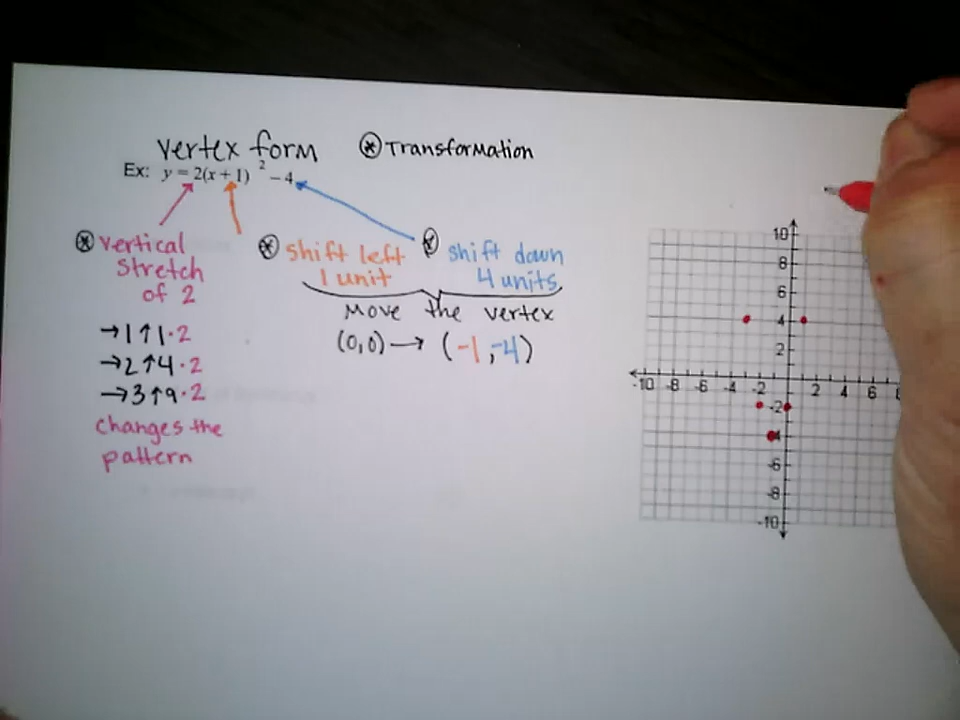 vertex form
⊛ Transformation
Ex: y = 2(x + 1)² - 4
⊛ vertical
stretch
of 2
→1↑1·2
→2↑4·2
→3↑9·2
changes the
pattern
⊛ shift left
1 unit
⊛ shift down
4 units
Move the vertex
(0,0) → (-1,-4)
10
8
6
4
2
-10 -8 -6 -4 -2 2 4 6
-2
-4
-6
-8
-10